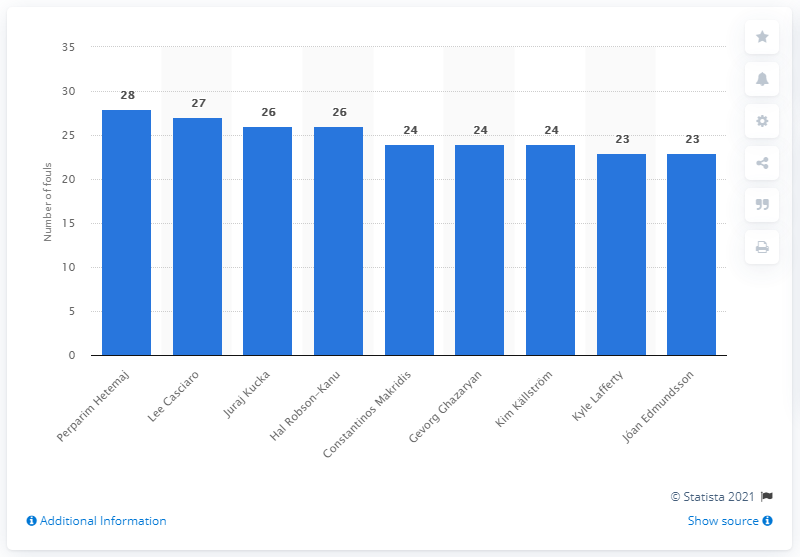 Number of fouls
35
30
25
20
15
10
5
0
28
27
26
26
24
24
24
23
23
Perparim Hetemaj
Lee Casciaro
Juraj Kucka
Hal Robson-Kanu
Constantinos Makridis
Gevorg Ghazaryan
Kim Källström
Kyle Lafferty
Jóan Edmundsson
© Statista 2021
Additional Information
Show source